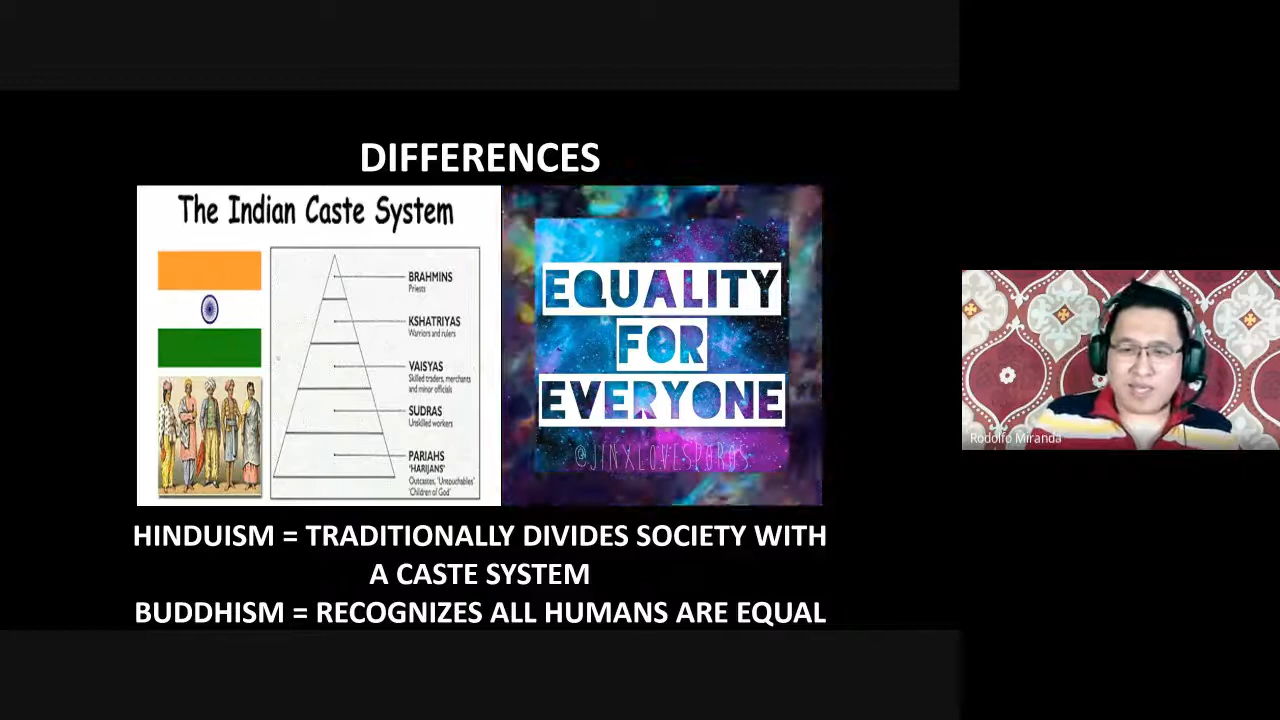 DIFFERENCES
The Indian Caste System
BRAHMINS
Priests
KSHATRIYAS
Warriors and rulers
VAISYAS
Skilled traders, merchants
and minor officials
SUDRAS
Unskilled workers
PARIAHS
'HARIJANS'
Outcastes, 'Untouchables'
'Children of God'
EQUALITY
FOR
EVERYONE
@JINXLOVESPOROS
HINDUISM = TRADITIONALLY DIVIDES SOCIETY WITH
A CASTE SYSTEM
BUDDHISM = RECOGNIZES ALL HUMANS ARE EQUAL
Rodolfo Miranda